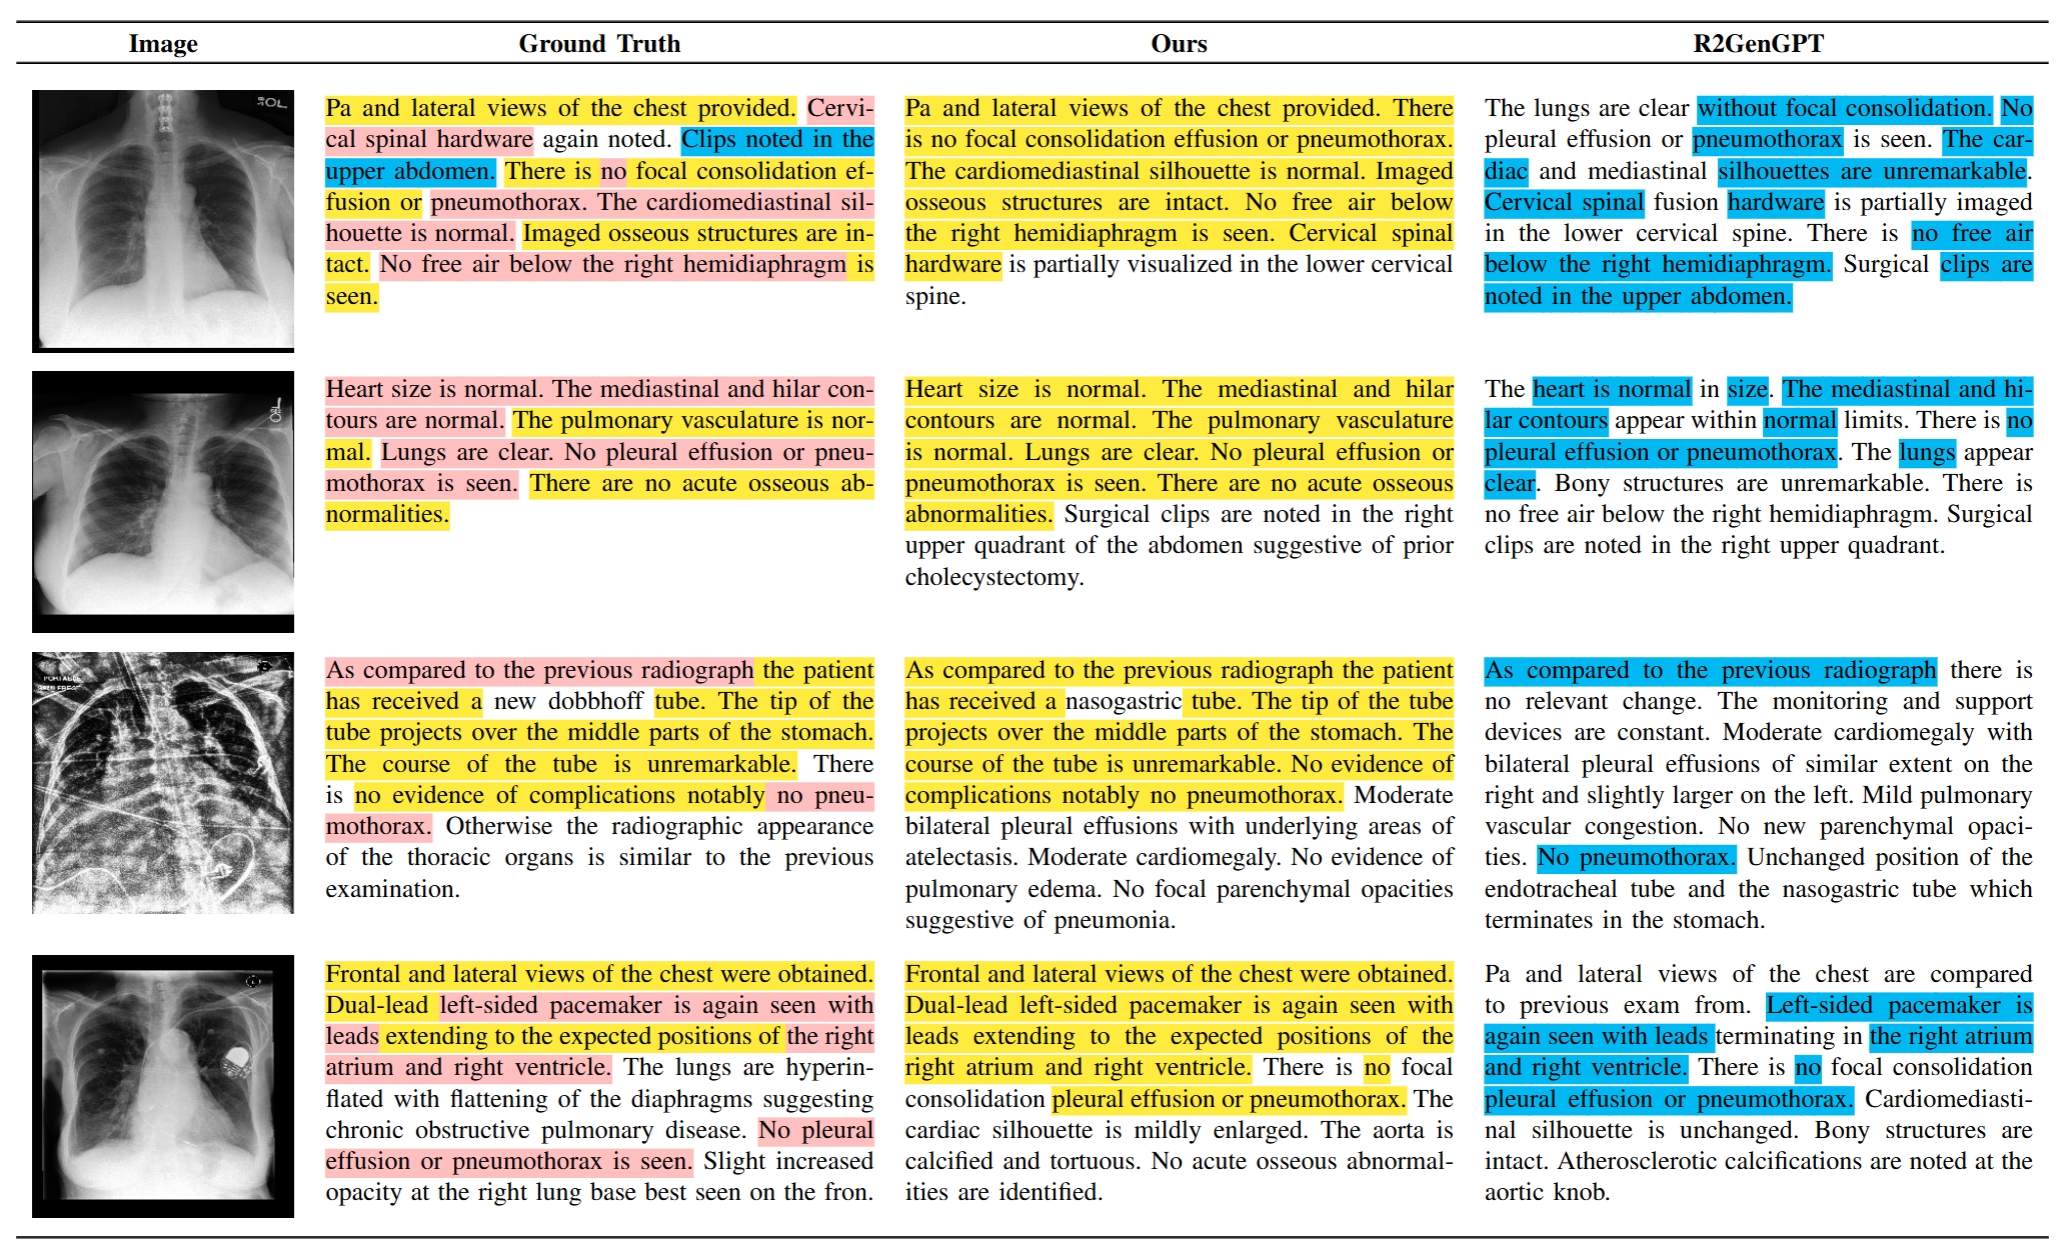 Image Ground Truth Ours R2GenGPT
OL
Pa and lateral views of the chest provided. Cervi-
cal spinal hardware again noted. Clips noted in the
upper abdomen. There is no focal consolidation ef-
fusion or pneumothorax. The cardiomediastinal sil-
houette is normal. Imaged osseous structures are in-
tact. No free air below the right hemidiaphragm is
seen.
Pa and lateral views of the chest provided. There
is no focal consolidation effusion or pneumothorax.
The cardiomediastinal silhouette is normal. Imaged
osseous structures are intact. No free air below
the right hemidiaphragm is seen. Cervical spinal
hardware is partially visualized in the lower cervical
spine.
The lungs are clear without focal consolidation. No
pleural effusion or pneumothorax is seen. The car-
diac and mediastinal silhouettes are unremarkable.
Cervical spinal fusion hardware is partially imaged
in the lower cervical spine. There is no free air
below the right hemidiaphragm. Surgical clips are
noted in the upper abdomen.
Heart size is normal. The mediastinal and hilar con-
tours are normal. The pulmonary vasculature is nor-
mal. Lungs are clear. No pleural effusion or pneu-
mothorax is seen. There are no acute osseous ab-
normalities.
Heart size is normal. The mediastinal and hilar
contours are normal. The pulmonary vasculature
is normal. Lungs are clear. No pleural effusion or
pneumothorax is seen. There are no acute osseous
abnormalities. Surgical clips are noted in the right
upper quadrant of the abdomen suggestive of prior
cholecystectomy.
The heart is normal in size. The mediastinal and hi-
lar contours appear within normal limits. There is no
pleural effusion or pneumothorax. The lungs appear
clear. Bony structures are unremarkable. There is
no free air below the right hemidiaphragm. Surgical
clips are noted in the right upper quadrant.
PORTABLE
As compared to the previous radiograph the patient
has received a new dobbhoff tube. The tip of the
tube projects over the middle parts of the stomach.
The course of the tube is unremarkable. There
is no evidence of complications notably no pneu-
mothorax. Otherwise the radiographic appearance
of the thoracic organs is similar to the previous
examination.
As compared to the previous radiograph the patient
has received a nasogastric tube. The tip of the tube
projects over the middle parts of the stomach. The
course of the tube is unremarkable. No evidence of
complications notably no pneumothorax. Moderate
bilateral pleural effusions with underlying areas of
atelectasis. Moderate cardiomegaly. No evidence of
pulmonary edema. No focal parenchymal opacities
suggestive of pneumonia.
As compared to the previous radiograph there is
no relevant change. The monitoring and support
devices are constant. Moderate cardiomegaly with
bilateral pleural effusions of similar extent on the
right and slightly larger on the left. Mild pulmonary
vascular congestion. No new parenchymal opaci-
ties. No pneumothorax. Unchanged position of the
endotracheal tube and the nasogastric tube which
terminates in the stomach.
Frontal and lateral views of the chest were obtained.
Dual-lead left-sided pacemaker is again seen with
leads extending to the expected positions of the right
atrium and right ventricle. The lungs are hyperin-
flated with flattening of the diaphragms suggesting
chronic obstructive pulmonary disease. No pleural
effusion or pneumothorax is seen. Slight increased
opacity at the right lung base best seen on the fron.
Frontal and lateral views of the chest were obtained.
Dual-lead left-sided pacemaker is again seen with
leads extending to the expected positions of the
right atrium and right ventricle. There is no focal
consolidation pleural effusion or pneumothorax. The
cardiac silhouette is mildly enlarged. The aorta is
calcified and tortuous. No acute osseous abnormal-
ities are identified.
Pa and lateral views of the chest are compared
to previous exam from. Left-sided pacemaker is
again seen with leads terminating in the right atrium
and right ventricle. There is no focal consolidation
pleural effusion or pneumothorax. Cardiomediasti-
nal silhouette is unchanged. Bony structures are
intact. Atherosclerotic calcifications are noted at the
aortic knob.